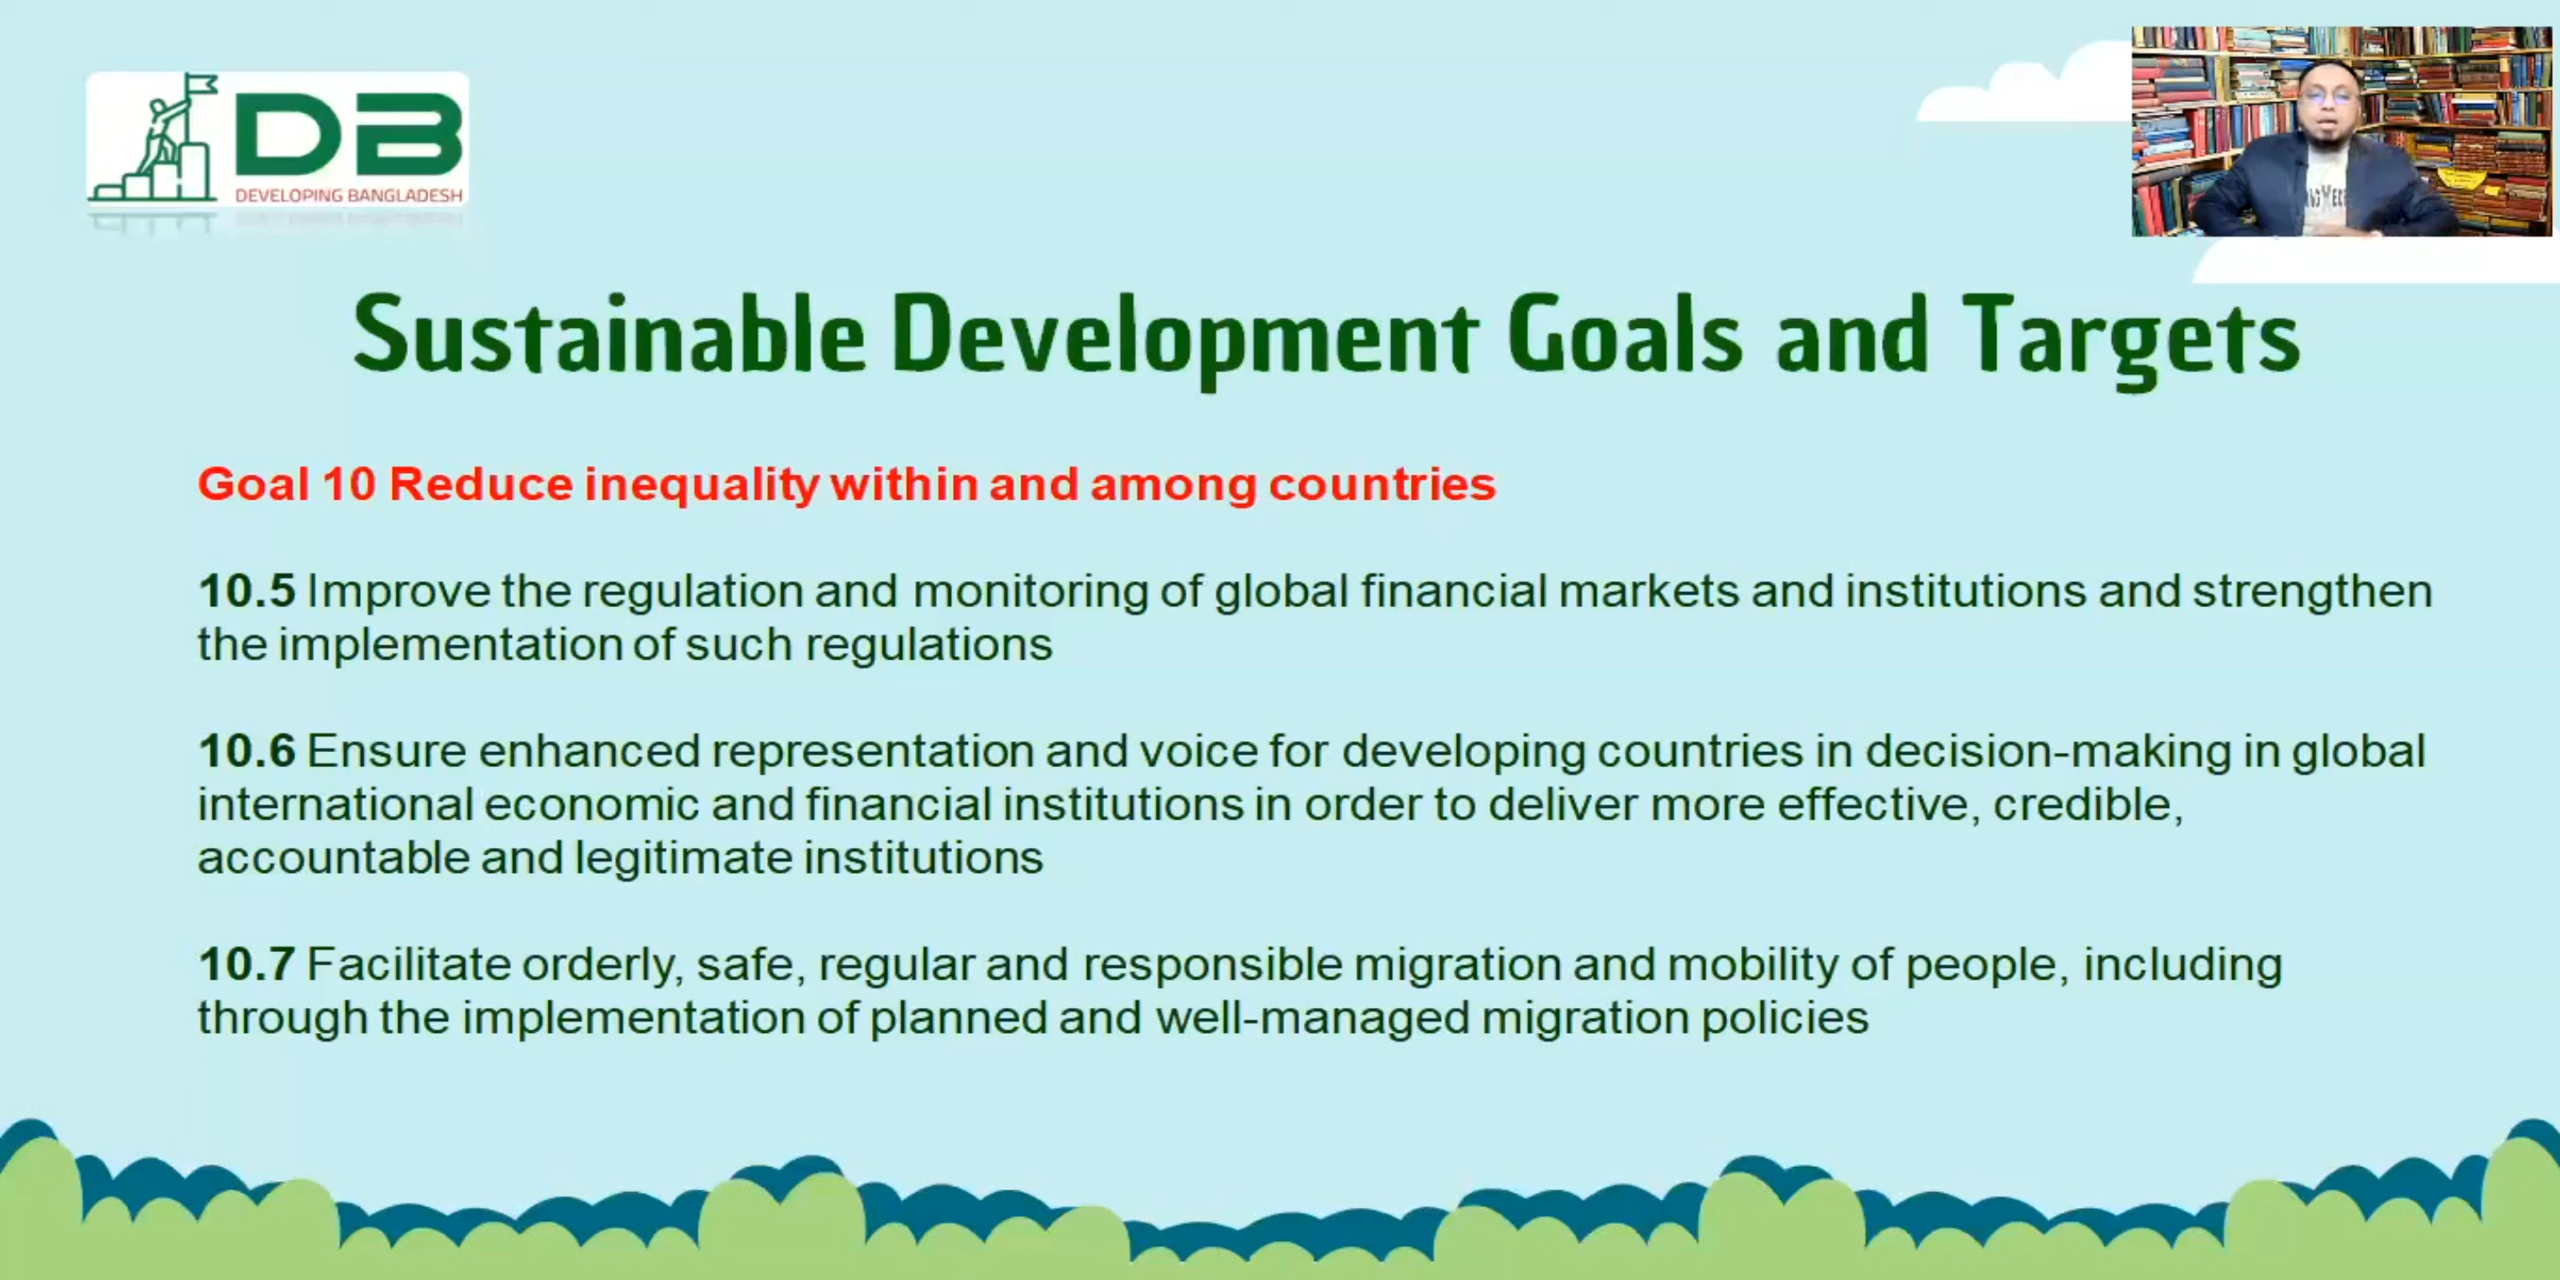 DB
DEVELOPING BANGLADESH
Sustainable Development Goals and Targets
Goal 10 Reduce inequality within and among countries
10.5 Improve the regulation and monitoring of global financial markets and institutions and strengthen
the implementation of such regulations
10.6 Ensure enhanced representation and voice for developing countries in decision-making in global
international economic and financial institutions in order to deliver more effective, credible,
accountable and legitimate institutions
10.7 Facilitate orderly, safe, regular and responsible migration and mobility of people, including
through the implementation of planned and well-managed migration policies